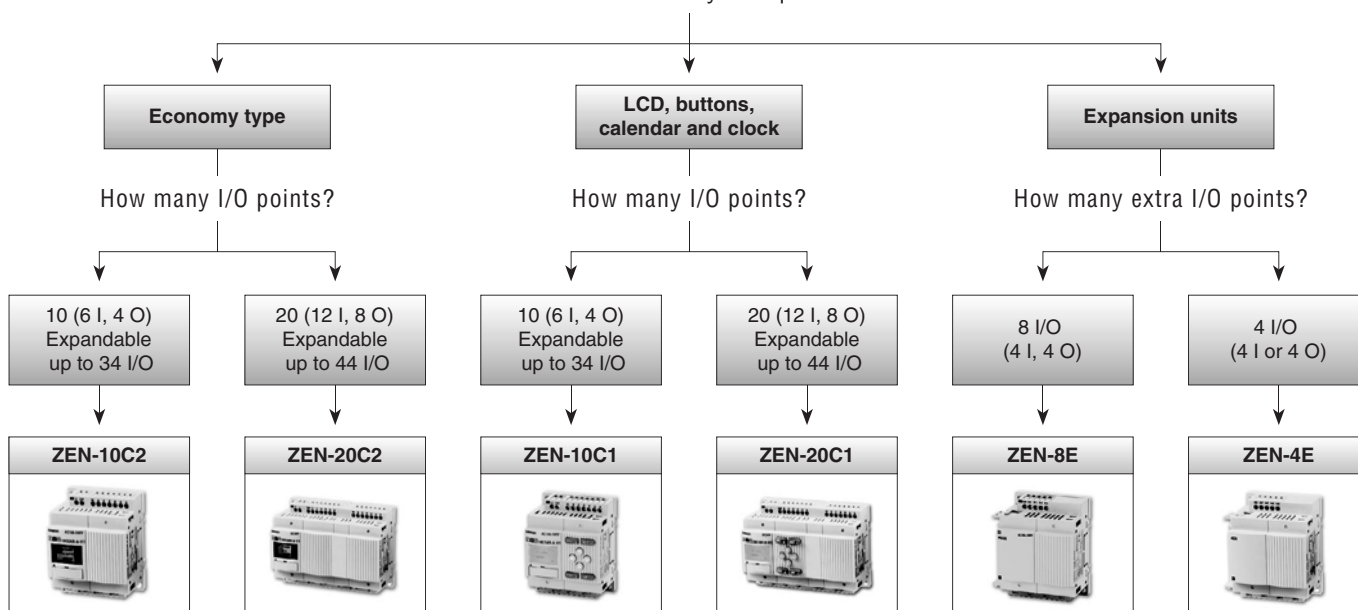 Economy type
LCD, buttons,
calendar and clock
Expansion units
How many I/O points?
How many I/O points?
How many extra I/O points?
10 (6 I, 4 O)
Expandable
up to 34 I/O
20 (12 I, 8 O)
Expandable
up to 44 I/O
10 (6 I, 4 O)
Expandable
up to 34 I/O
20 (12 I, 8 O)
Expandable
up to 44 I/O
8 I/O
(4 I, 4 O)
4 I/O
(4 I or 4 O)
ZEN-10C2
ZEN-20C2
ZEN-10C1
ZEN-20C1
ZEN-8E
ZEN-4E